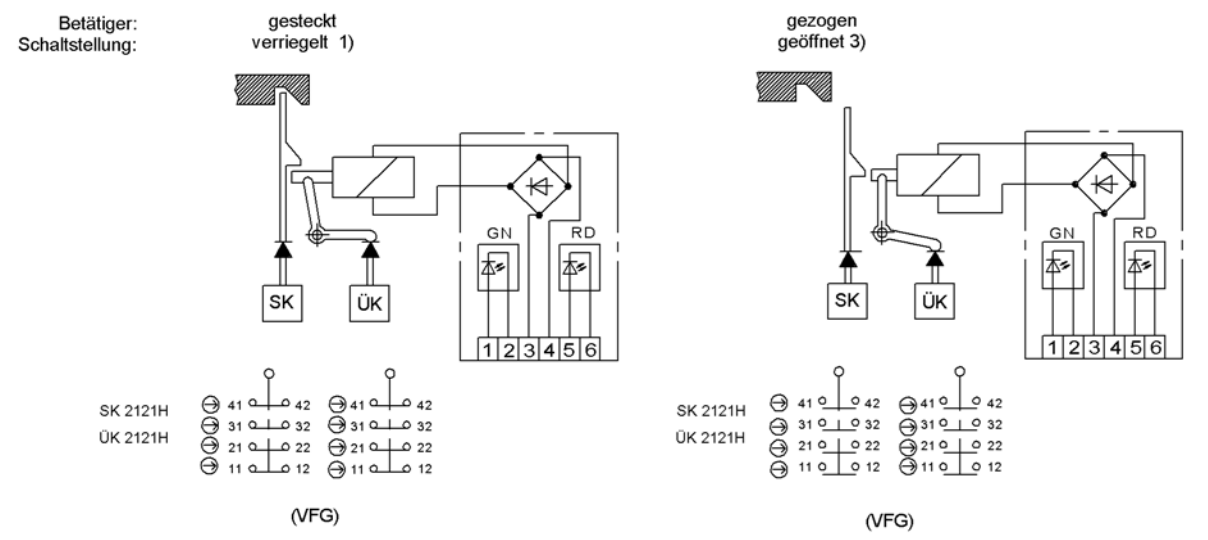 Betätiger: gesteckt gezogen
Schaltstellung: verriegelt 1) geöffnet 3)
GN RD GN RD
SK ÜK SK ÜK
1 2 3 4 5 6 1 2 3 4 5 6
SK 2121H 41 42 41 42 SK 2121H 41 42 41 42
31 32 31 32 31 32 31 32
ÜK 2121H 21 22 21 22 ÜK 2121H 21 22 21 22
11 12 11 12 11 12 11 12
(VFG) (VFG)